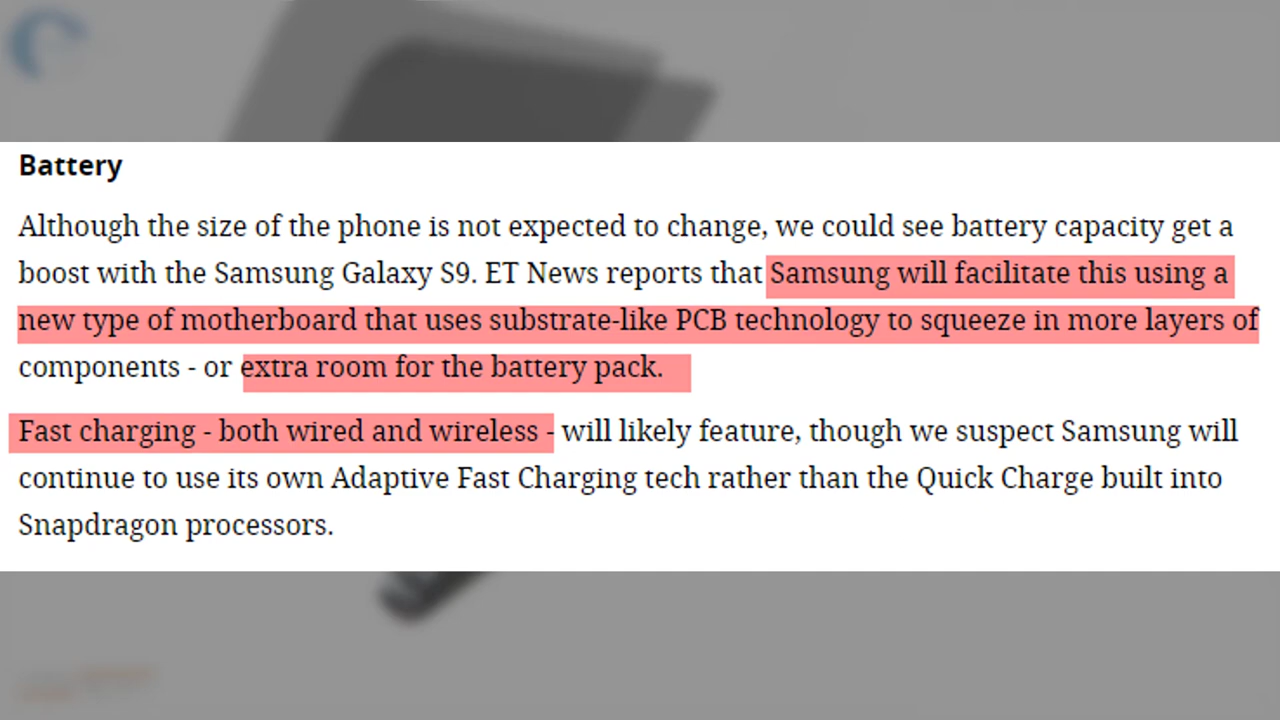 Battery
Although the size of the phone is not expected to change, we could see battery capacity get a
boost with the Samsung Galaxy S9. ET News reports that Samsung will facilitate this using a
new type of motherboard that uses substrate-like PCB technology to squeeze in more layers of
components - or extra room for the battery pack.
Fast charging - both wired and wireless - will likely feature, though we suspect Samsung will
continue to use its own Adaptive Fast Charging tech rather than the Quick Charge built into
Snapdragon processors.